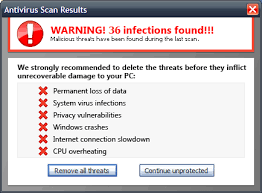 Antivirus Scan Results
WARNING! 36 infections found!!!
Malicious threats have been found during the last scan.
We strongly recommended to delete the threats before they inflict
unrecoverable damage to your PC:
Permanent loss of data
System virus infections
Privacy vulnerabilities
Windows crashes
Internet connection slowdown
CPU overheating
Remove all threats
Continue unprotected